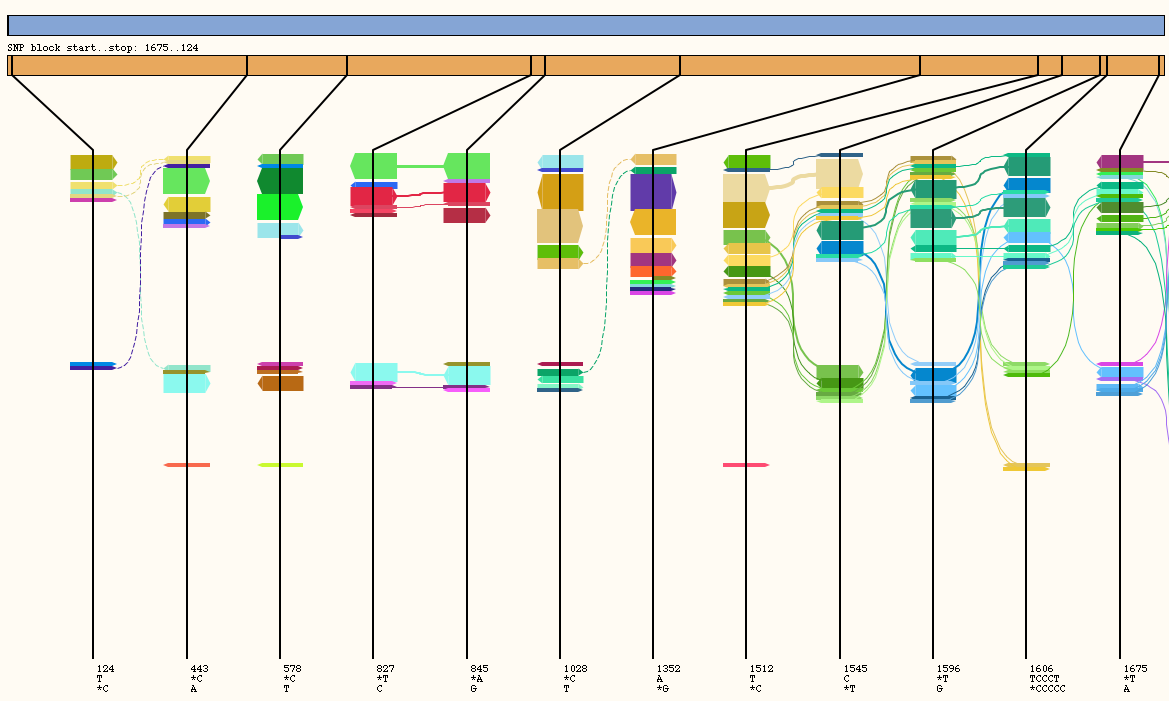 SNP block start..stop: 1675..124
124 443 578 827 845 1028 1352 1512 1545 1596 1606 1675
T *C *C *T *A *C A T C *T TCCCT *T
*C A T C G T *G *C *T G *CCCCC A